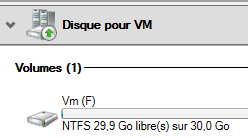 Disque pour VM
Volumes (1)
Vm (F)
NTFS 29,9 Go libre(s) sur 30,0 Go